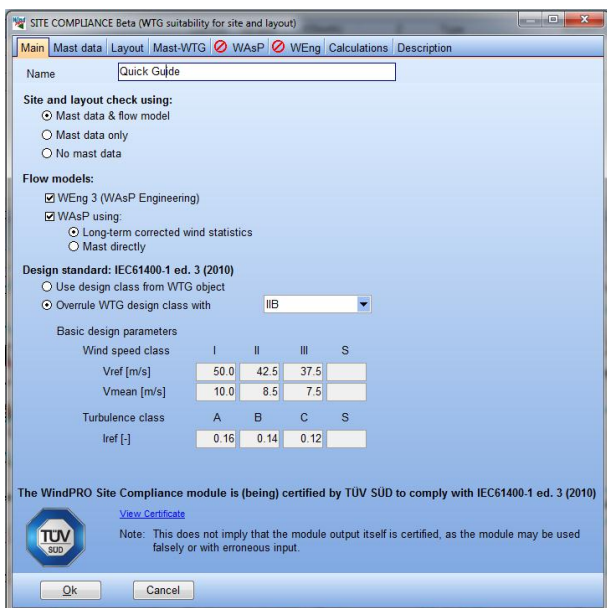 SITE COMPLIANCE Beta (WTG suitability for site and layout)
Main Mast data Layout Mast-WTG WAsP WEng Calculations Description
Name Quick Guide
Site and layout check using:
Mast data & flow model
Mast data only
No mast data
Flow models:
WEng 3 (WAsP Engineering)
WAsP using:
Long-term corrected wind statistics
Mast directly
Design standard: IEC61400-1 ed. 3 (2010)
Use design class from WTG object
Overrule WTG design class with IIB
Basic design parameters
Wind speed class I II III S
Vref [m/s] 50.0 42.5 37.5
Vmean [m/s] 10.0 8.5 7.5
Turbulence class A B C S
Iref [-] 0.16 0.14 0.12
The WindPRO Site Compliance module is (being) certified by TÜV SÜD to comply with IEC61400-1 ed. 3 (2010)
View Certificate
TÜV
SÜD
Note: This does not imply that the module output itself is certified, as the module may be used
falsely or with erroneous input.
Ok Cancel